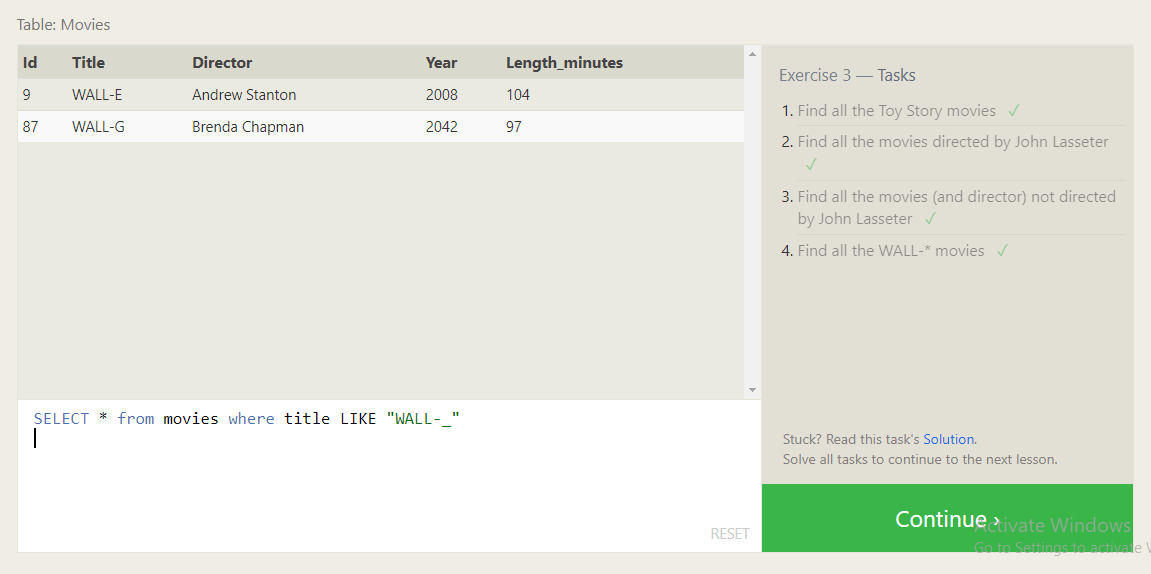 Table: Movies
Id Title Director Year Length_minutes
9 WALL-E Andrew Stanton 2008 104
87 WALL-G Brenda Chapman 2042 97
SELECT * from movies where title LIKE "WALL-_"
RESET
Exercise 3 — Tasks
1. Find all the Toy Story movies ✓
2. Find all the movies directed by John Lasseter
✓
3. Find all the movies (and director) not directed
by John Lasseter ✓
4. Find all the WALL-* movies ✓
Stuck? Read this task's Solution.
Solve all tasks to continue to the next lesson.
Continue ›
Activate Windows
Go to Settings to activate W